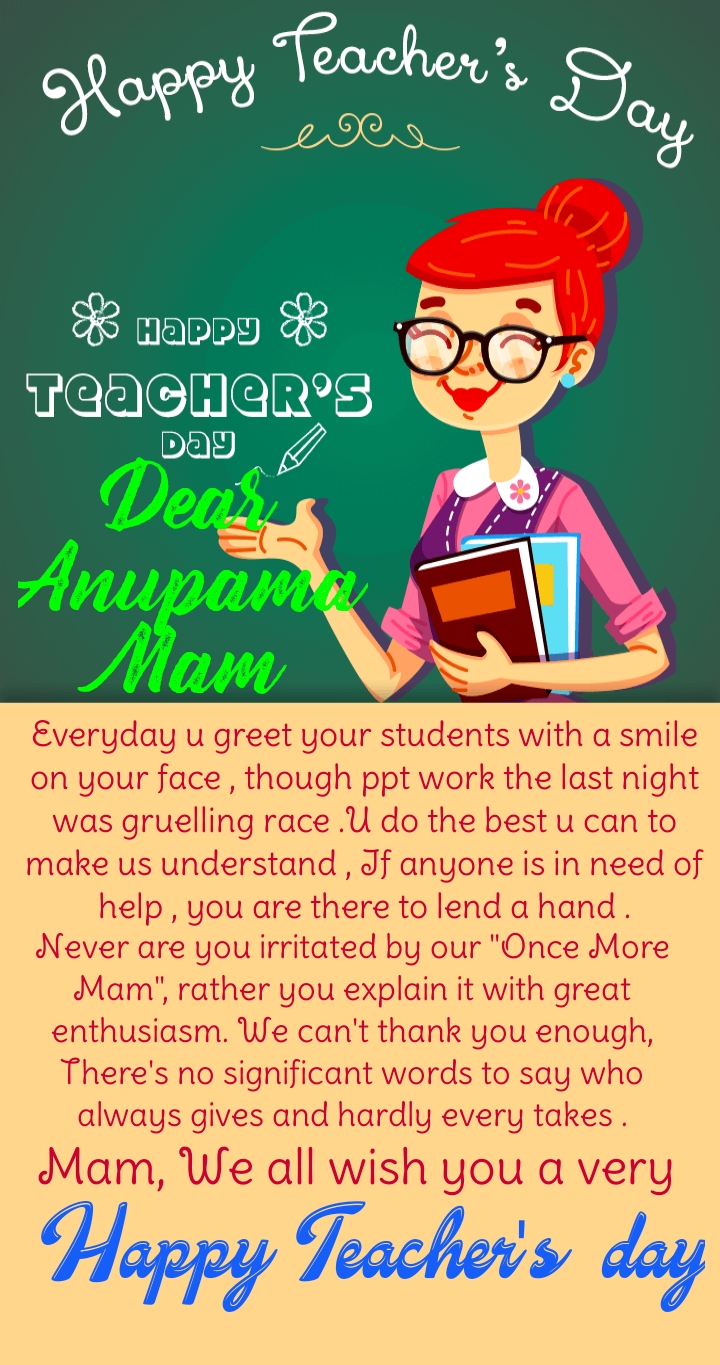 Happy Teacher's Day
Happy
Teacher's
Day
Dear
Anupama
Mam
Everyday u greet your students with a smile
on your face , though ppt work the last night
was gruelling race .U do the best u can to
make us understand , If anyone is in need of
help , you are there to lend a hand .
Never are you irritated by our "Once More
Mam", rather you explain it with great
enthusiasm. We can't thank you enough,
There's no significant words to say who
always gives and hardly every takes .
Mam, We all wish you a very
Happy Teacher's day